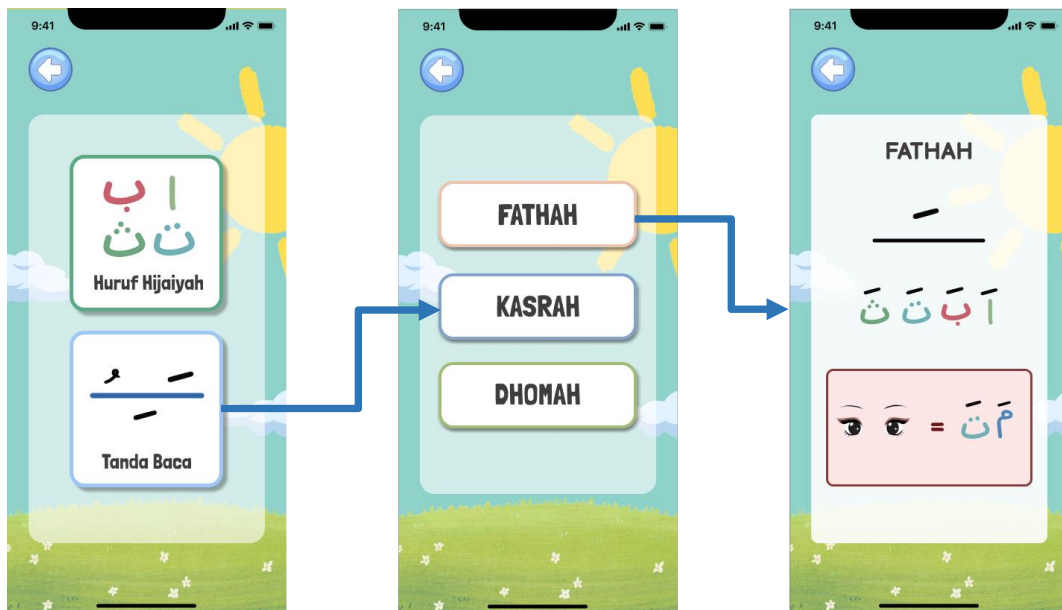 9:41
ا ب
ت ث
Huruf Hijaiyah
َ ُ
ِ
Tanda Baca
9:41
FATHAH
KASRAH
DHOMAH
9:41
FATHAH
َ
اَ بَ تَ ثَ
= مَ تَ